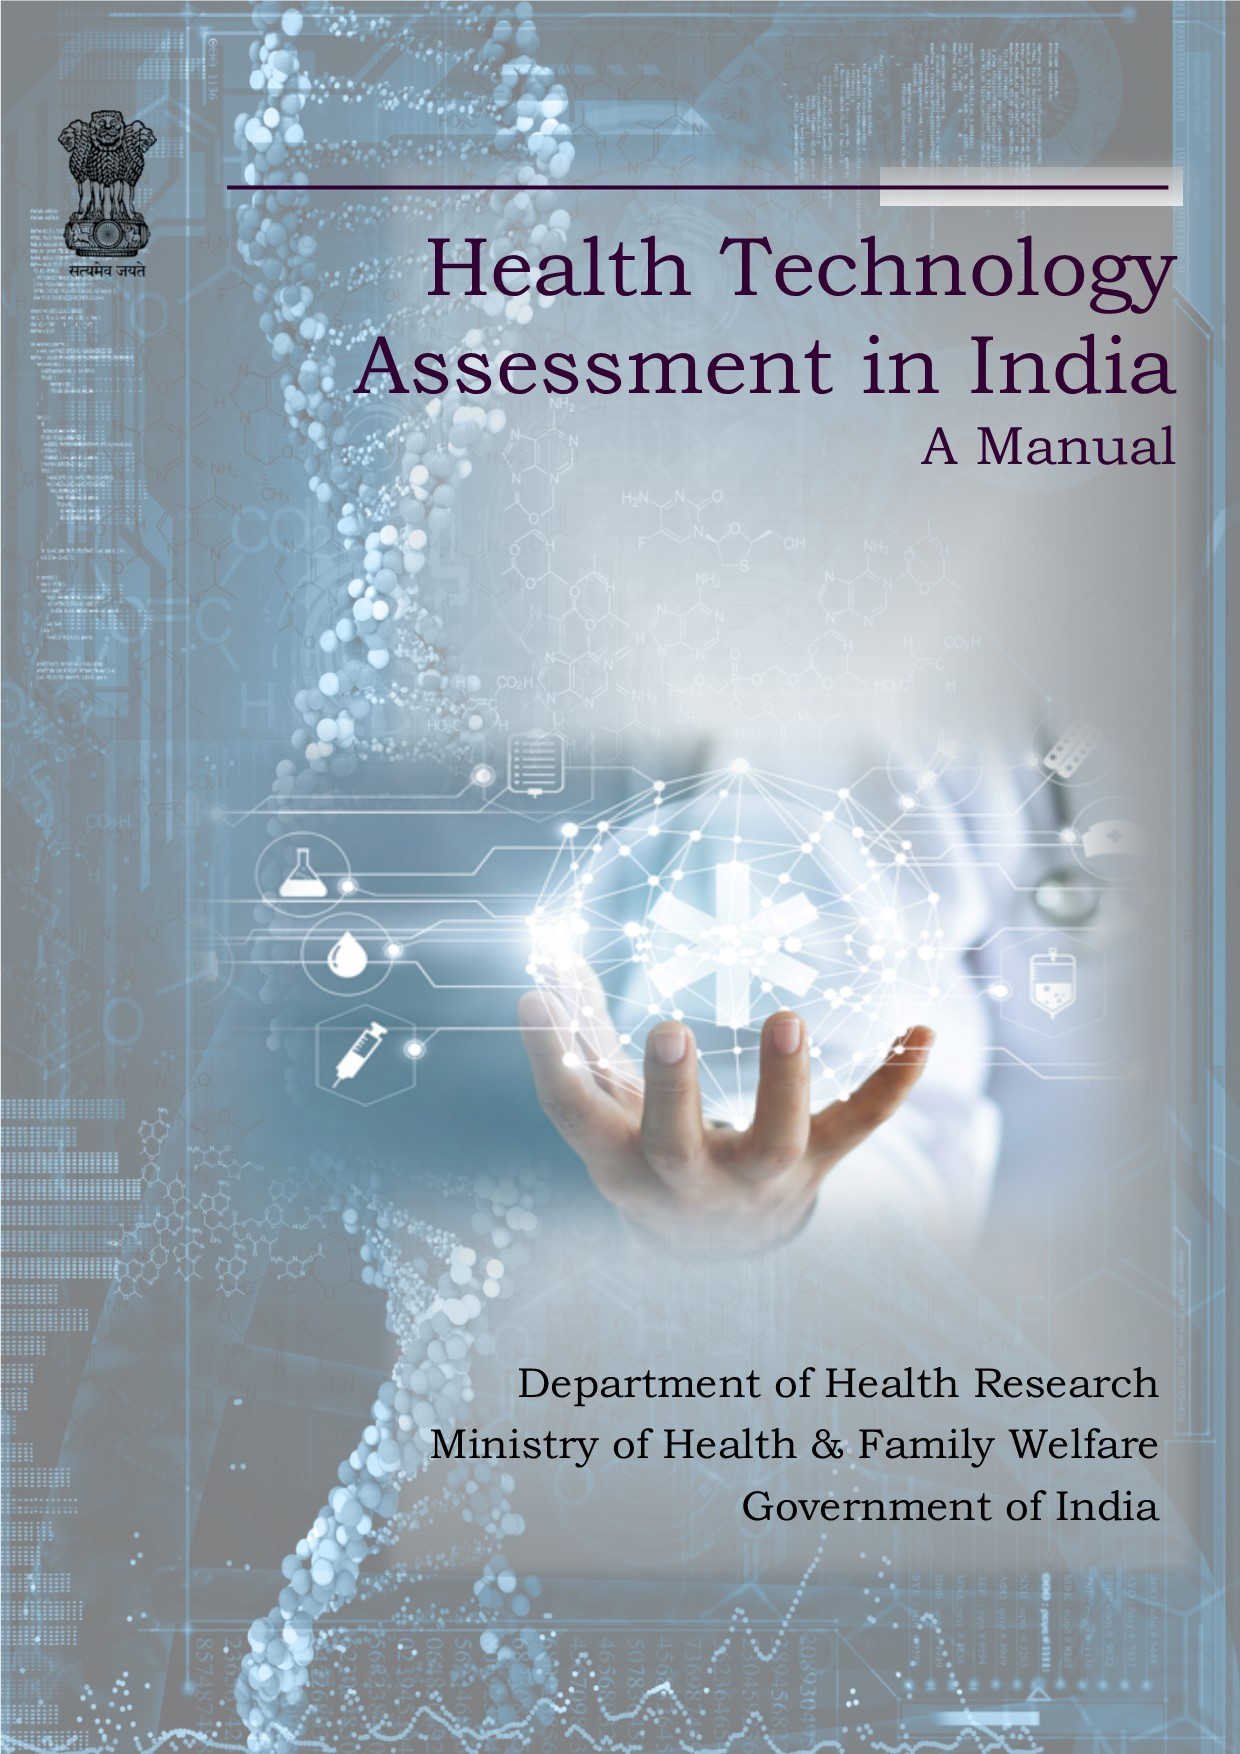 सत्यमेव जयते
Health Technology
Assessment in India
A Manual
Department of Health Research
Ministry of Health & Family Welfare
Government of India